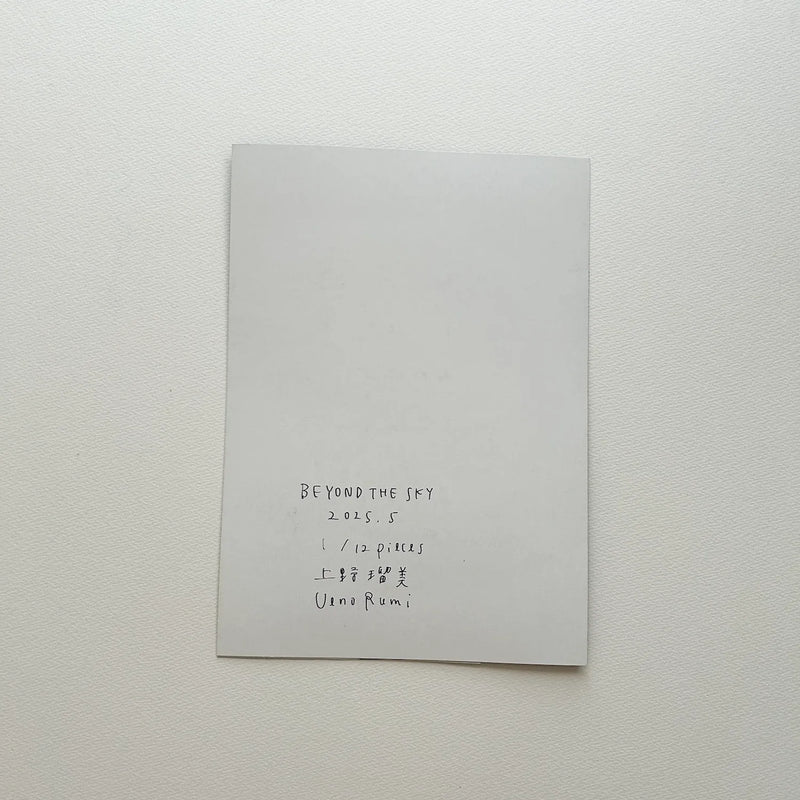 BEYOND THE SKY
2025.5
1/12 pieces
上野 瑠美
Ueno Rumi